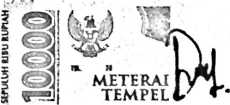 SEPULUH RIBU RUPIAH
10000
METERAI
TEMPEL